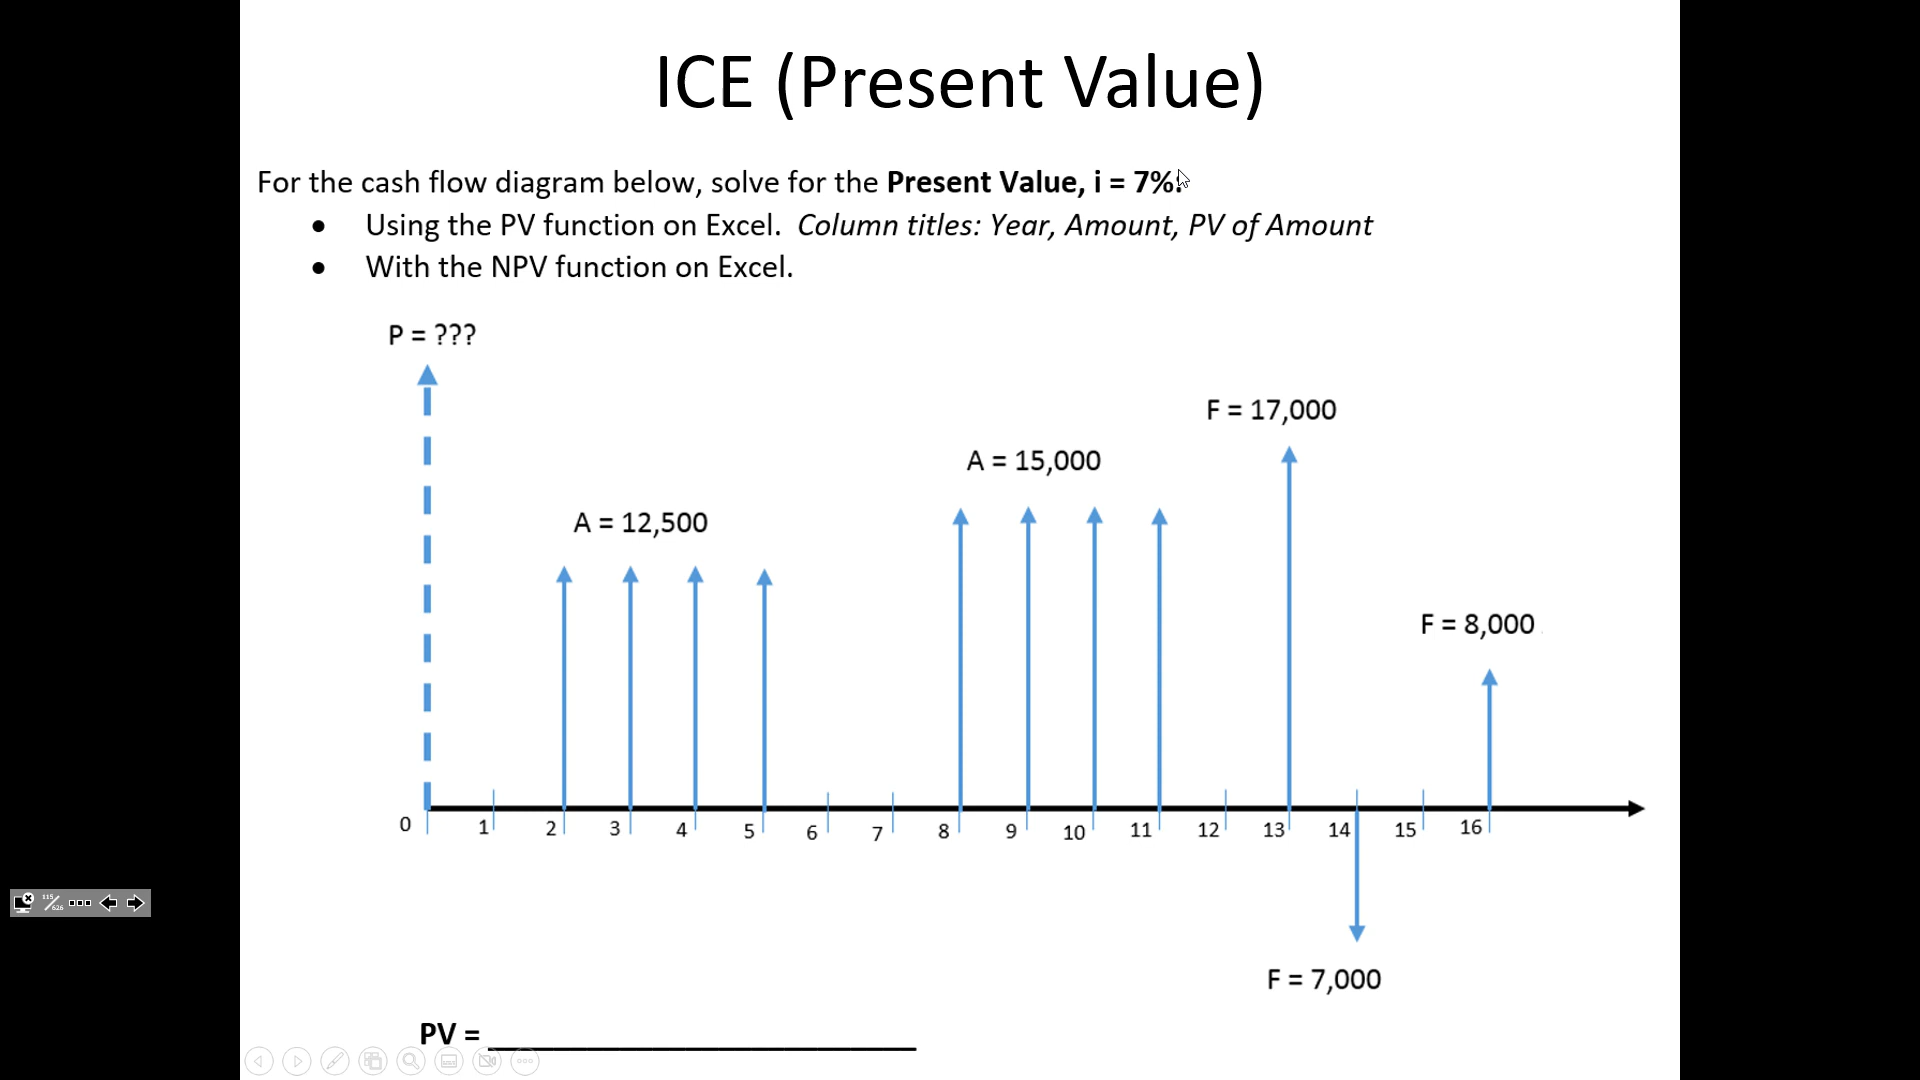 ICE (Present Value)
For the cash flow diagram below, solve for the Present Value, i = 7%:
• Using the PV function on Excel. Column titles: Year, Amount, PV of Amount
• With the NPV function on Excel.
P = ???
F = 17,000
A = 15,000
A = 12,500
F = 8,000
0 1 2 3 4 5 6 7 8 9 10 11 12 13 14 15 16
115/626
F = 7,000
PV = ____________________